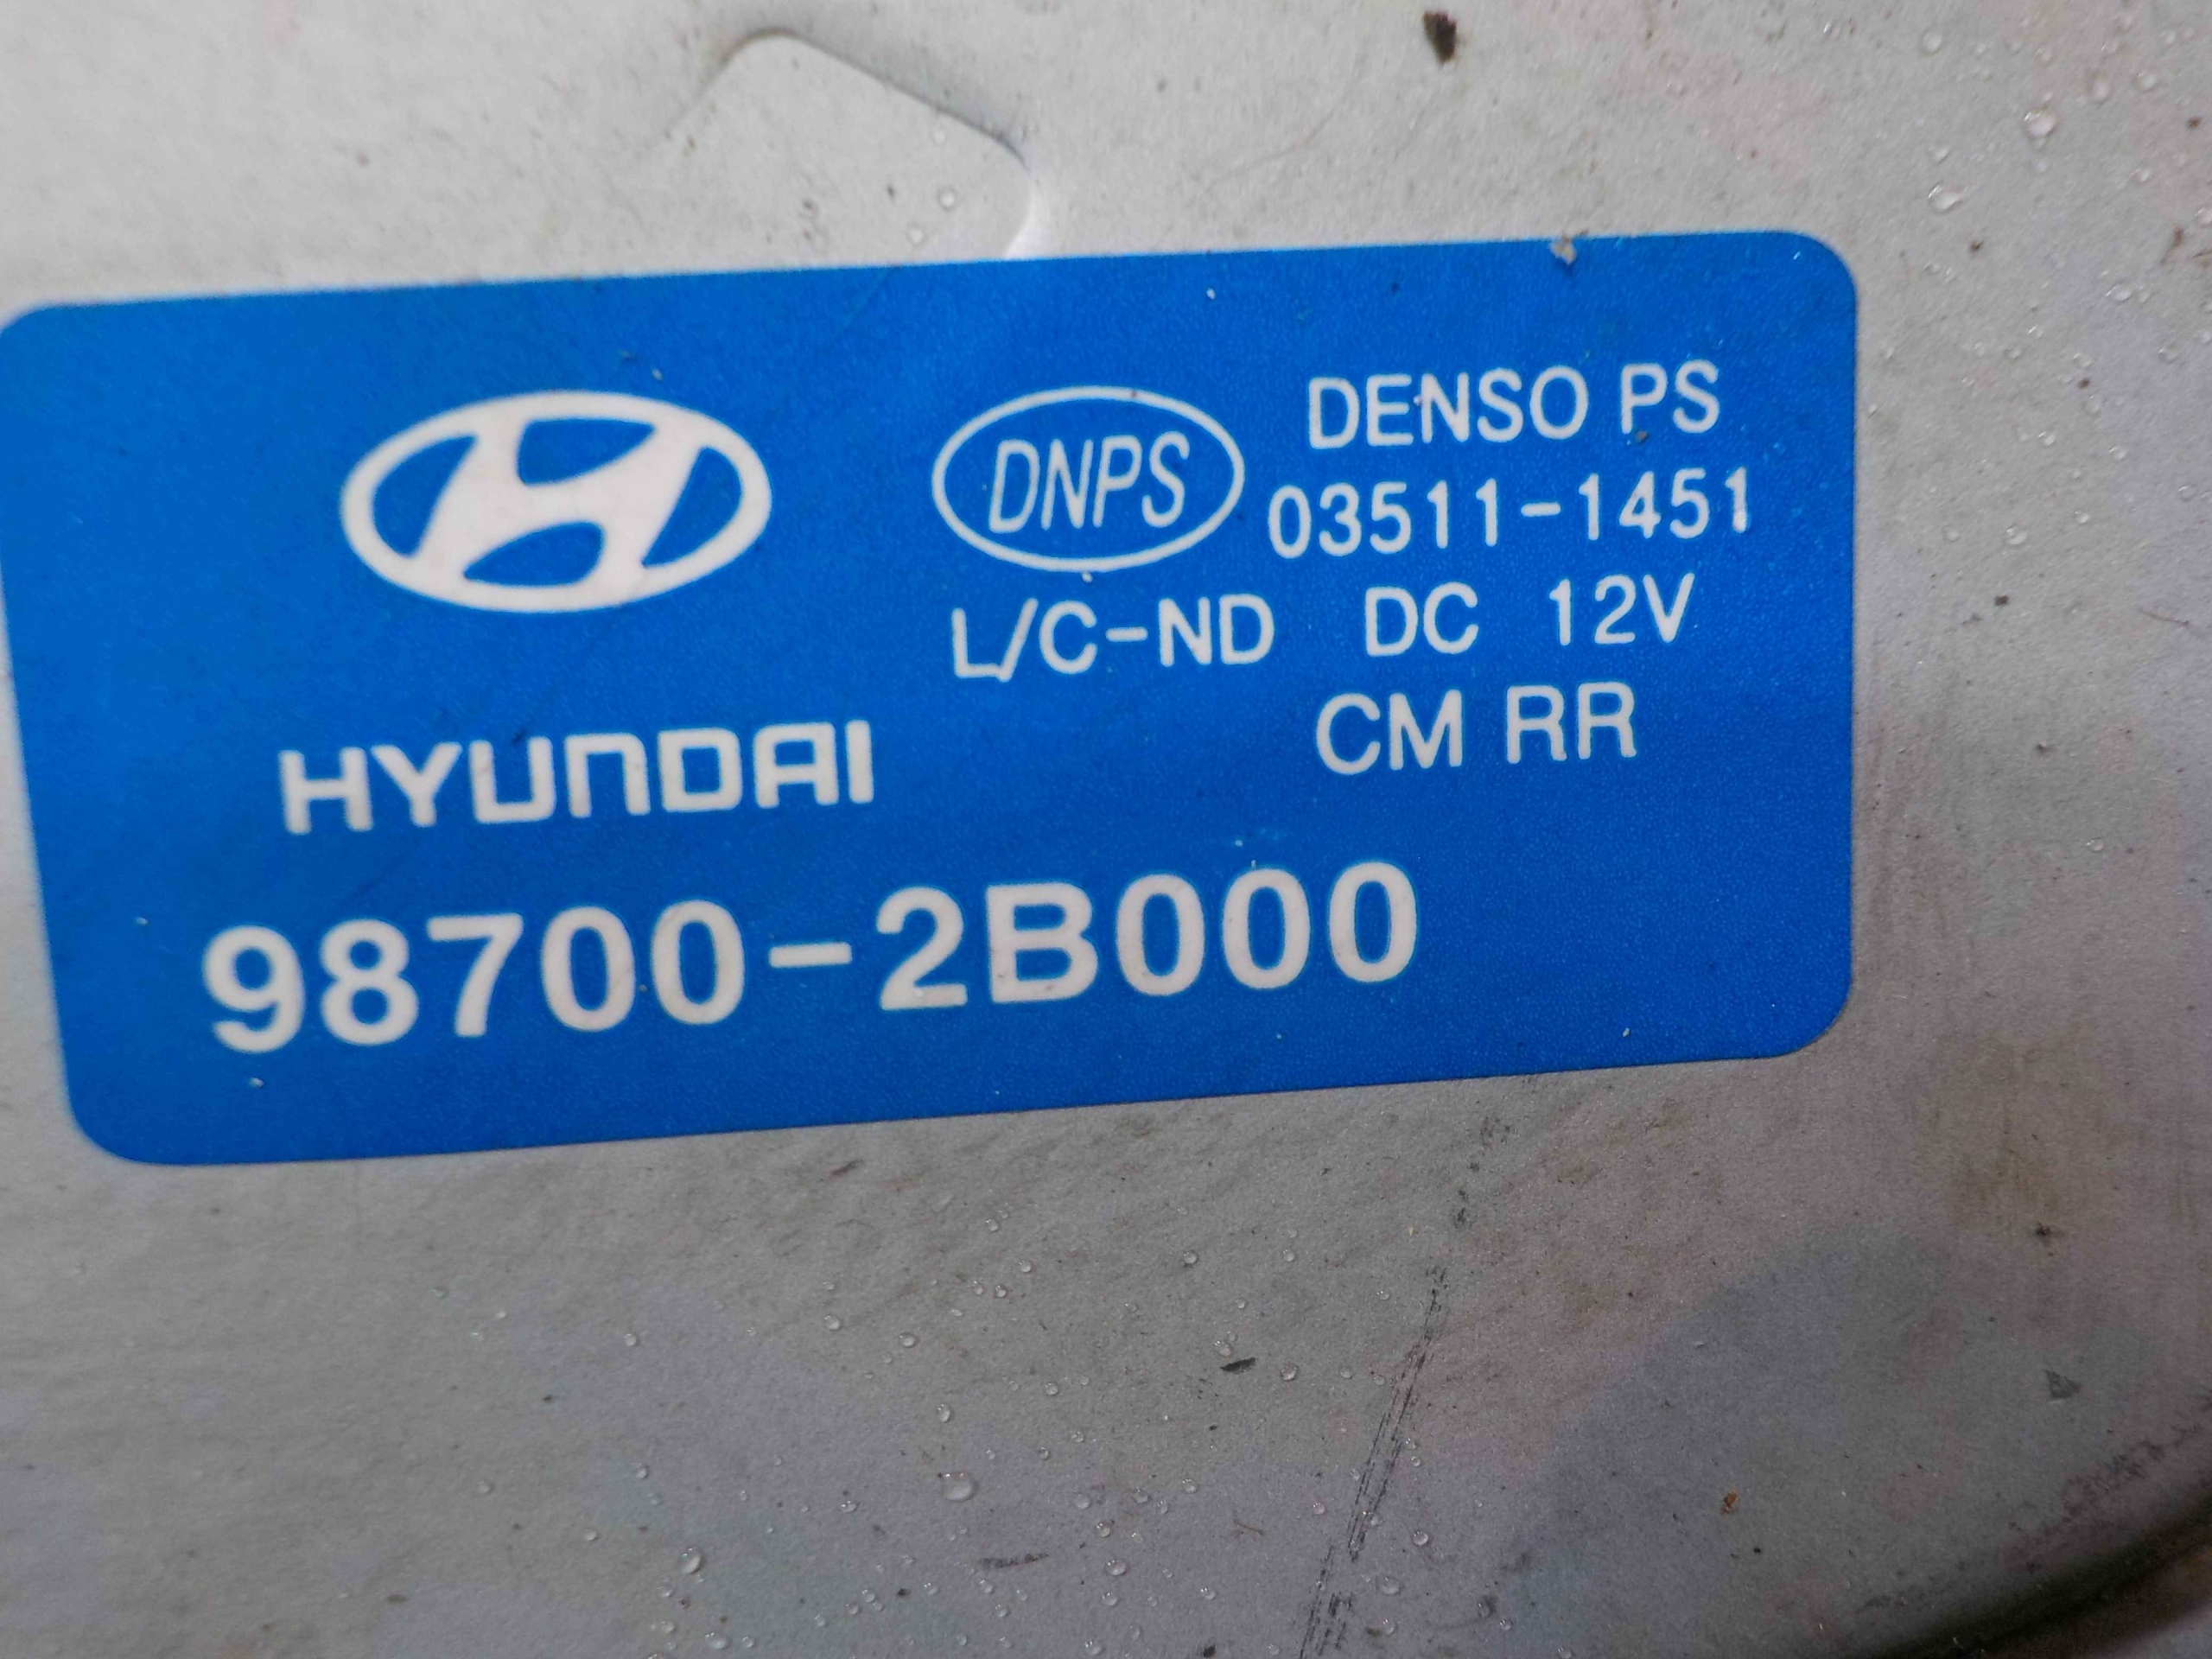 DNPS
DENSO PS
03511-1451
L/C-ND DC 12V
CM RR
HYUNDAI
98700-2B000